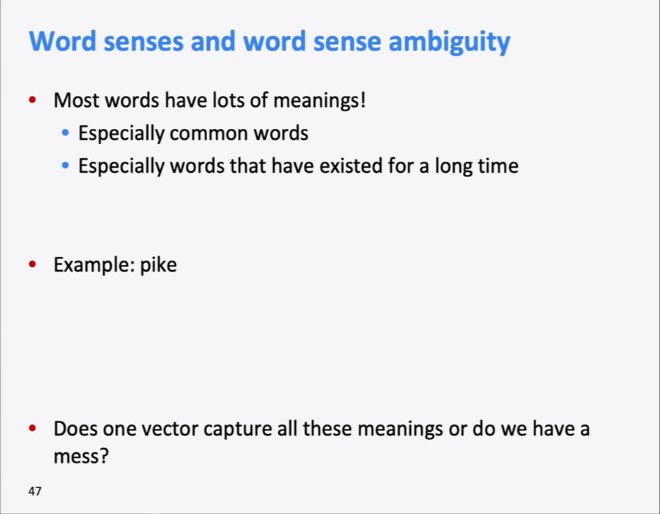 Word senses and word sense ambiguity
• Most words have lots of meanings!
• Especially common words
• Especially words that have existed for a long time
• Example: pike
• Does one vector capture all these meanings or do we have a
mess?
47